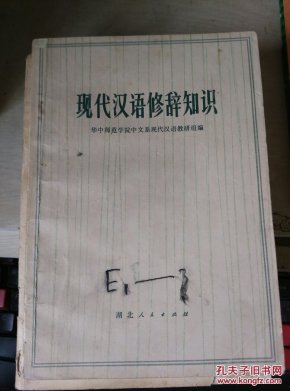 现代汉语修辞知识
华中师范学院中文系现代汉语教研组编
湖北人民出版社
孔夫子旧书网